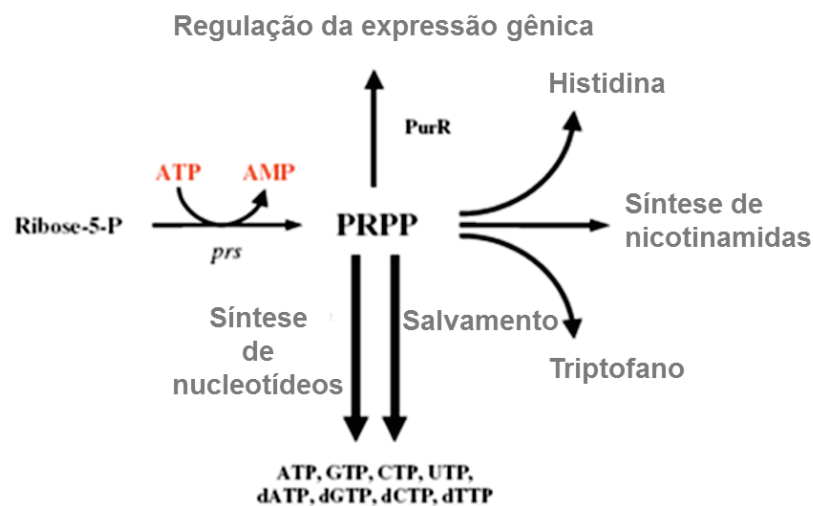 Regulação da expressão gênica
Histidina
PurR
ATP AMP
Ribose-5-P
PRPP
Síntese de
nicotinamidas
prs
Síntese
de
nucleotídeos
Salvamento
Triptofano
ATP, GTP, CTP, UTP,
dATP, dGTP, dCTP, dTTP